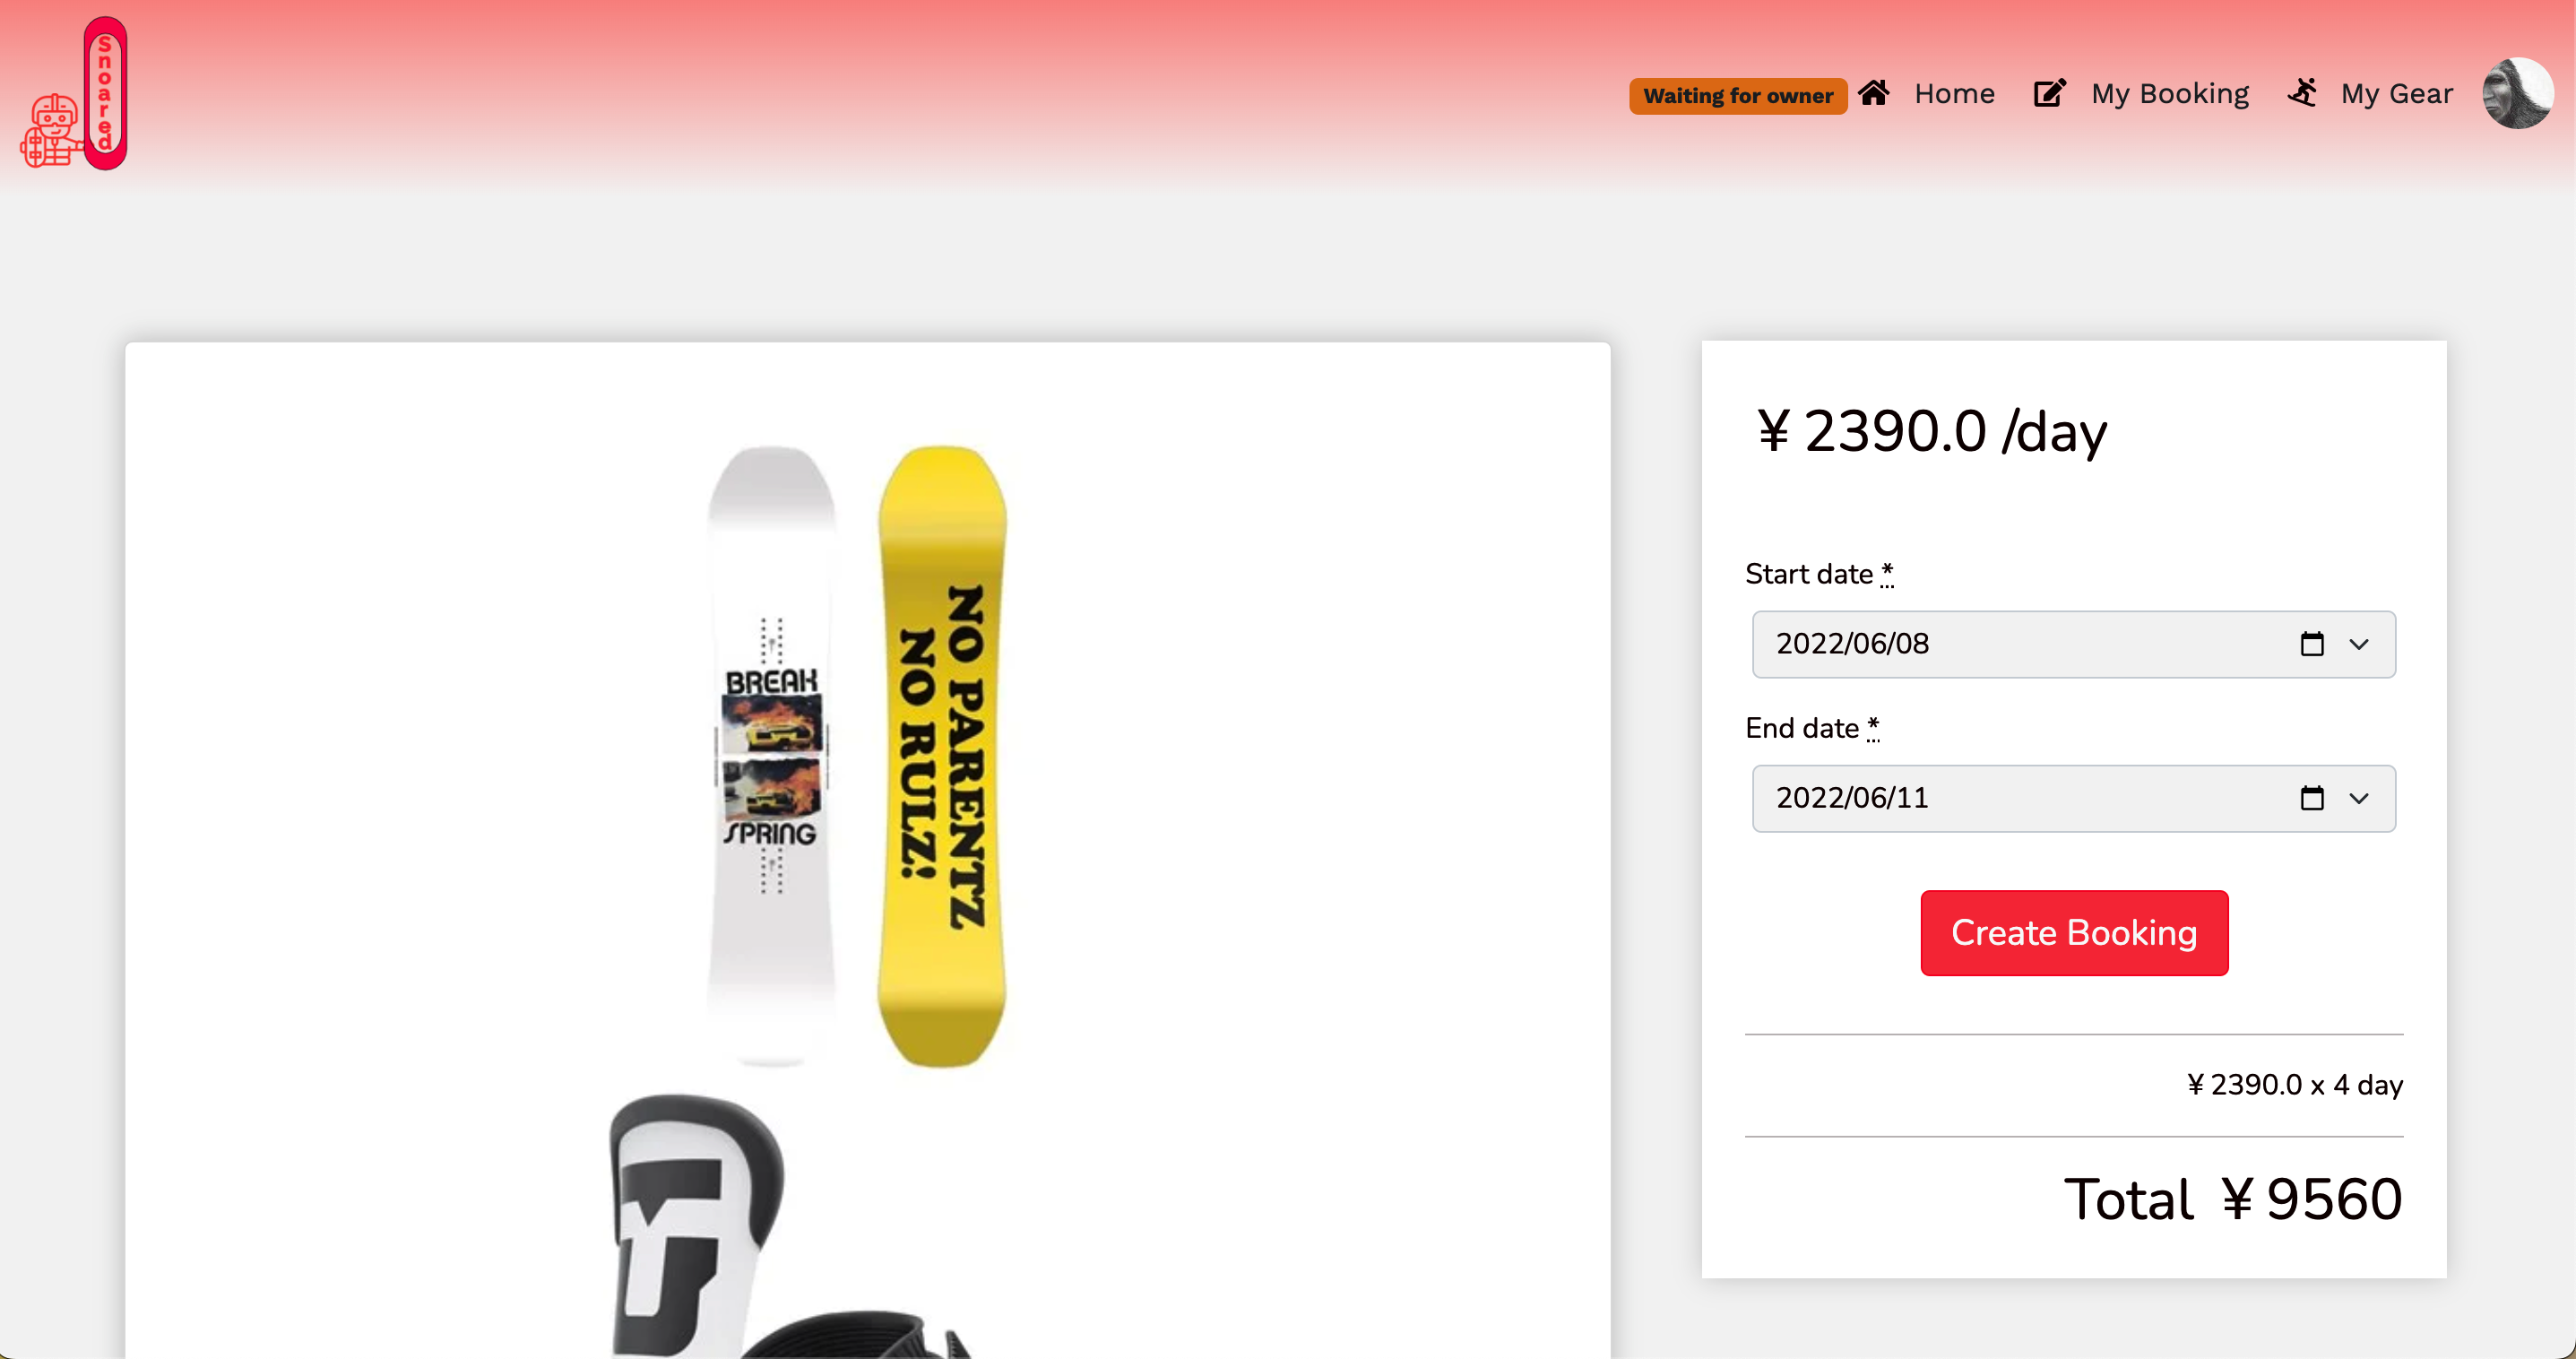 Snoared
Waiting for owner
Home
My Booking
My Gear
BREAK
SPRING
NO PARENTZ
NO RULZ!
¥ 2390.0 /day
Start date *
2022/06/08
End date *
2022/06/11
Create Booking
¥ 2390.0 x 4 day
Total ¥ 9560